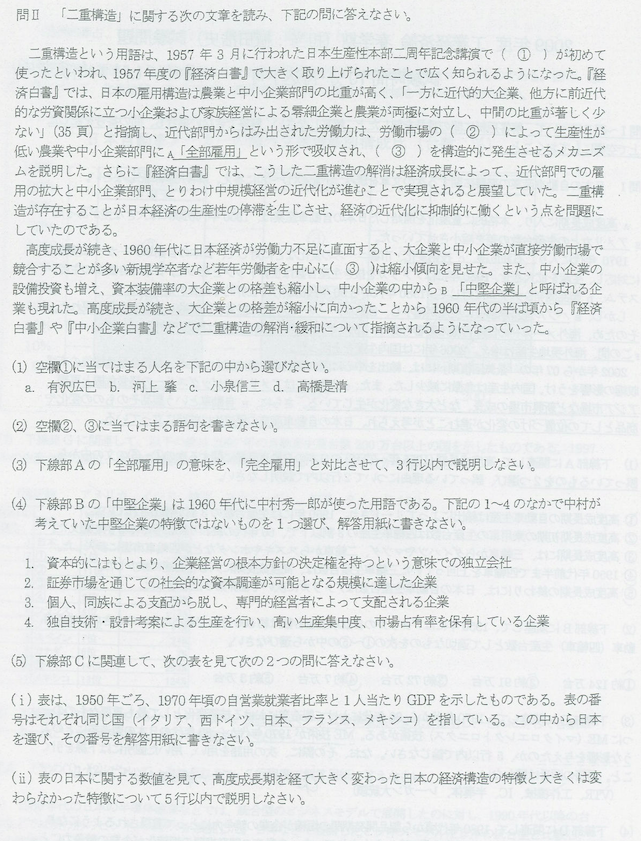 問Ⅱ 「二重構造」に関する次の文章を読み、下記の問に答えなさい。
二重構造という用語は、1957 年 3 月に行われた日本生産性本部二周年記念講演で（ ① ）が初めて
使ったといわれ、1957 年度の『経済白書』で大きく取り上げられたことで広く知られるようになった。『経
済白書』では、日本の雇用構造は農業と中小企業部門の比重が高く、「一方に近代的大企業、他方に前近代
的な労資関係に立つ小企業および家族経営による零細企業と農業が両極に対立し、中間の比重が著しく少
ない」（35 頁）と指摘し、近代部門からはみ出された労働力は、労働市場の（ ② ）によって生産性が
低い農業や中小企業部門にA「全部雇用」という形で吸収され、（ ③ ）を構造的に発生させるメカニズ
ムを説明した。さらに『経済白書』では、こうした二重構造の解消は経済成長によって、近代部門での雇
用の拡大と中小企業部門、とりわけ中規模経営の近代化が進むことで実現されると展望していた。二重構
造が存在することが日本経済の生産性の停滞を生じさせ、経済の近代化に抑制的に働くという点を問題に
していたのである。
高度成長が続き、1960 年代に日本経済が労働力不足に直面すると、大企業と中小企業が直接労働市場で
競合することが多い新規学卒者など若年労働者を中心に（ ③ ）は縮小傾向を見せた。また、中小企業の
設備投資も増え、資本装備率の大企業との格差も縮小し、中小企業の中からB「中堅企業」と呼ばれる企
業も現れた。高度成長が続き、大企業との格差が縮小に向かったことから 1960 年代の半ば頃から『経済
白書』や『中小企業白書』などで二重構造の解消・緩和について指摘されるようになっていった。
(1) 空欄①に当てはまる人名を下記の中から選びなさい。
a. 有沢広巳 b. 河上 肇 c. 小泉信三 d. 高橋是清
(2) 空欄②、③に当てはまる語句を書きなさい。
(3) 下線部Aの「全部雇用」の意味を、「完全雇用」と対比させて、3 行以内で説明しなさい。
(4) 下線部Bの「中堅企業」は 1960 年代に中村秀一郎が使った用語である。下記の 1～4 のなかで中村が
考えていた中堅企業の特徴ではないものを 1 つ選び、解答用紙に書きなさい。
1. 資本的にはもとより、企業経営の根本方針の決定権を持つという意味での独立会社
2. 証券市場を通じての社会的な資本調達が可能となる規模に達した企業
3. 個人、同族による支配から脱し、専門的経営者によって支配される企業
4. 独自技術・設計考案による生産を行い、高い生産集中度、市場占有率を保有している企業
(5) 下線部Cに関連して、次の表を見て次の２つの問に答えなさい。
(ⅰ) 表は、1950 年ごろ、1970 年頃の自営業就業者比率と 1 人当たり GDP を示したものである。表の番
号はそれぞれ同じ国（イタリア、西ドイツ、日本、フランス、メキシコ）を指している。この中から日本
を選び、その番号を解答用紙に書きなさい。
(ⅱ) 表の日本に関する数値を見て、高度成長期を経て大きく変わった日本の経済構造の特徴と大きくは変
わらなかった特徴について 5 行以内で説明しなさい。